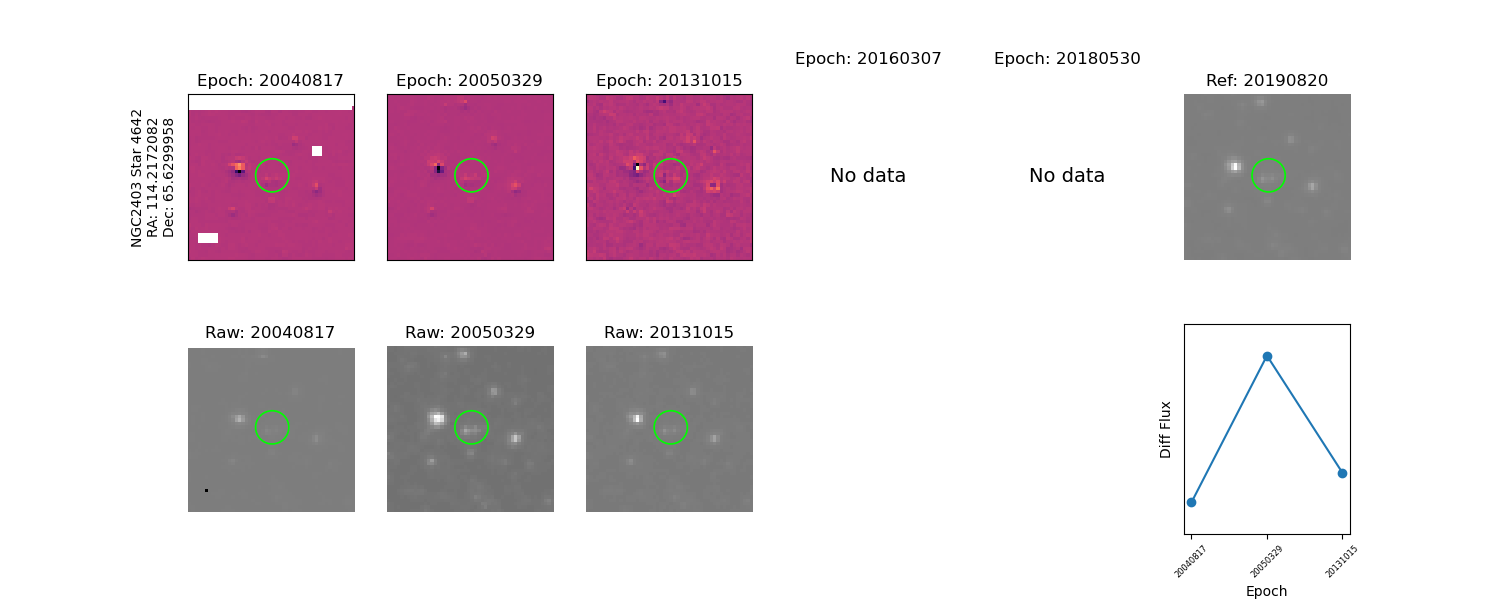 Epoch: 20040817
Epoch: 20050329
Epoch: 20131015
Epoch: 20160307
Epoch: 20180530
Ref: 20190820
NGC2403 Star 4642
RA: 114.2172082
Dec: 65.6299958
No data
No data
Raw: 20040817
Raw: 20050329
Raw: 20131015
Diff Flux
20040817
20050329
20131015
Epoch